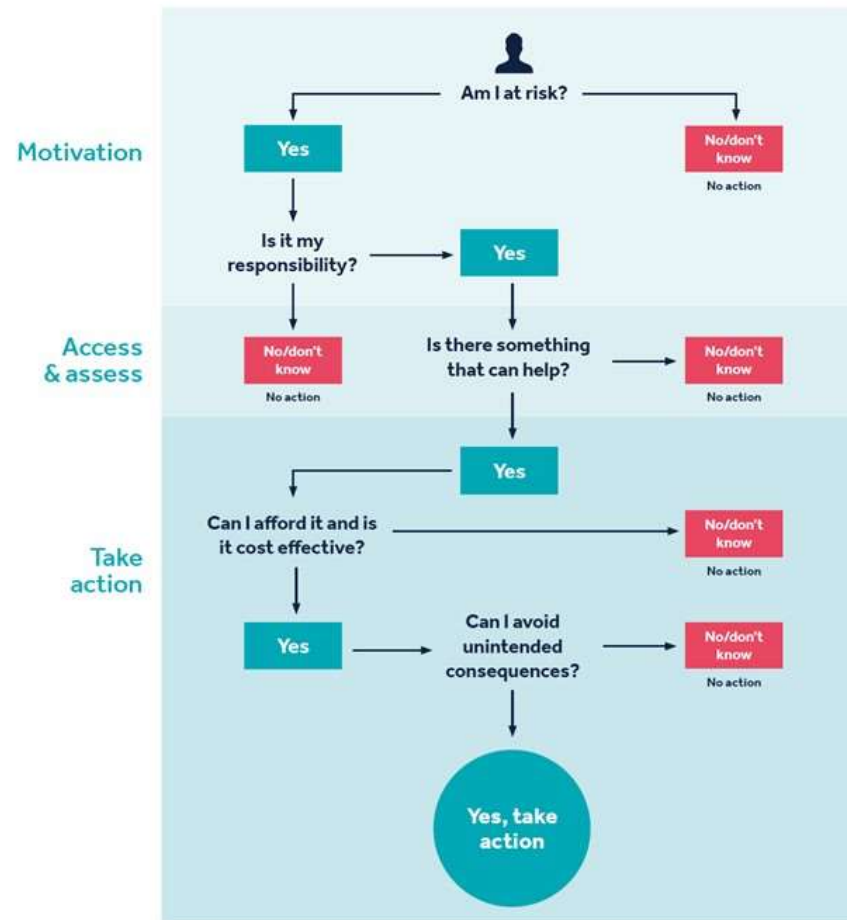 Am I at risk?
Motivation
Yes
No/don't
know
No action
Is it my
responsibility?
Yes
Access
& assess
No/don't
know
No action
Is there something
that can help?
No/don't
know
No action
Yes
Take
action
Can I afford it and is
it cost effective?
No/don't
know
No action
Yes
Can I avoid
unintended
consequences?
No/don't
know
No action
Yes, take
action